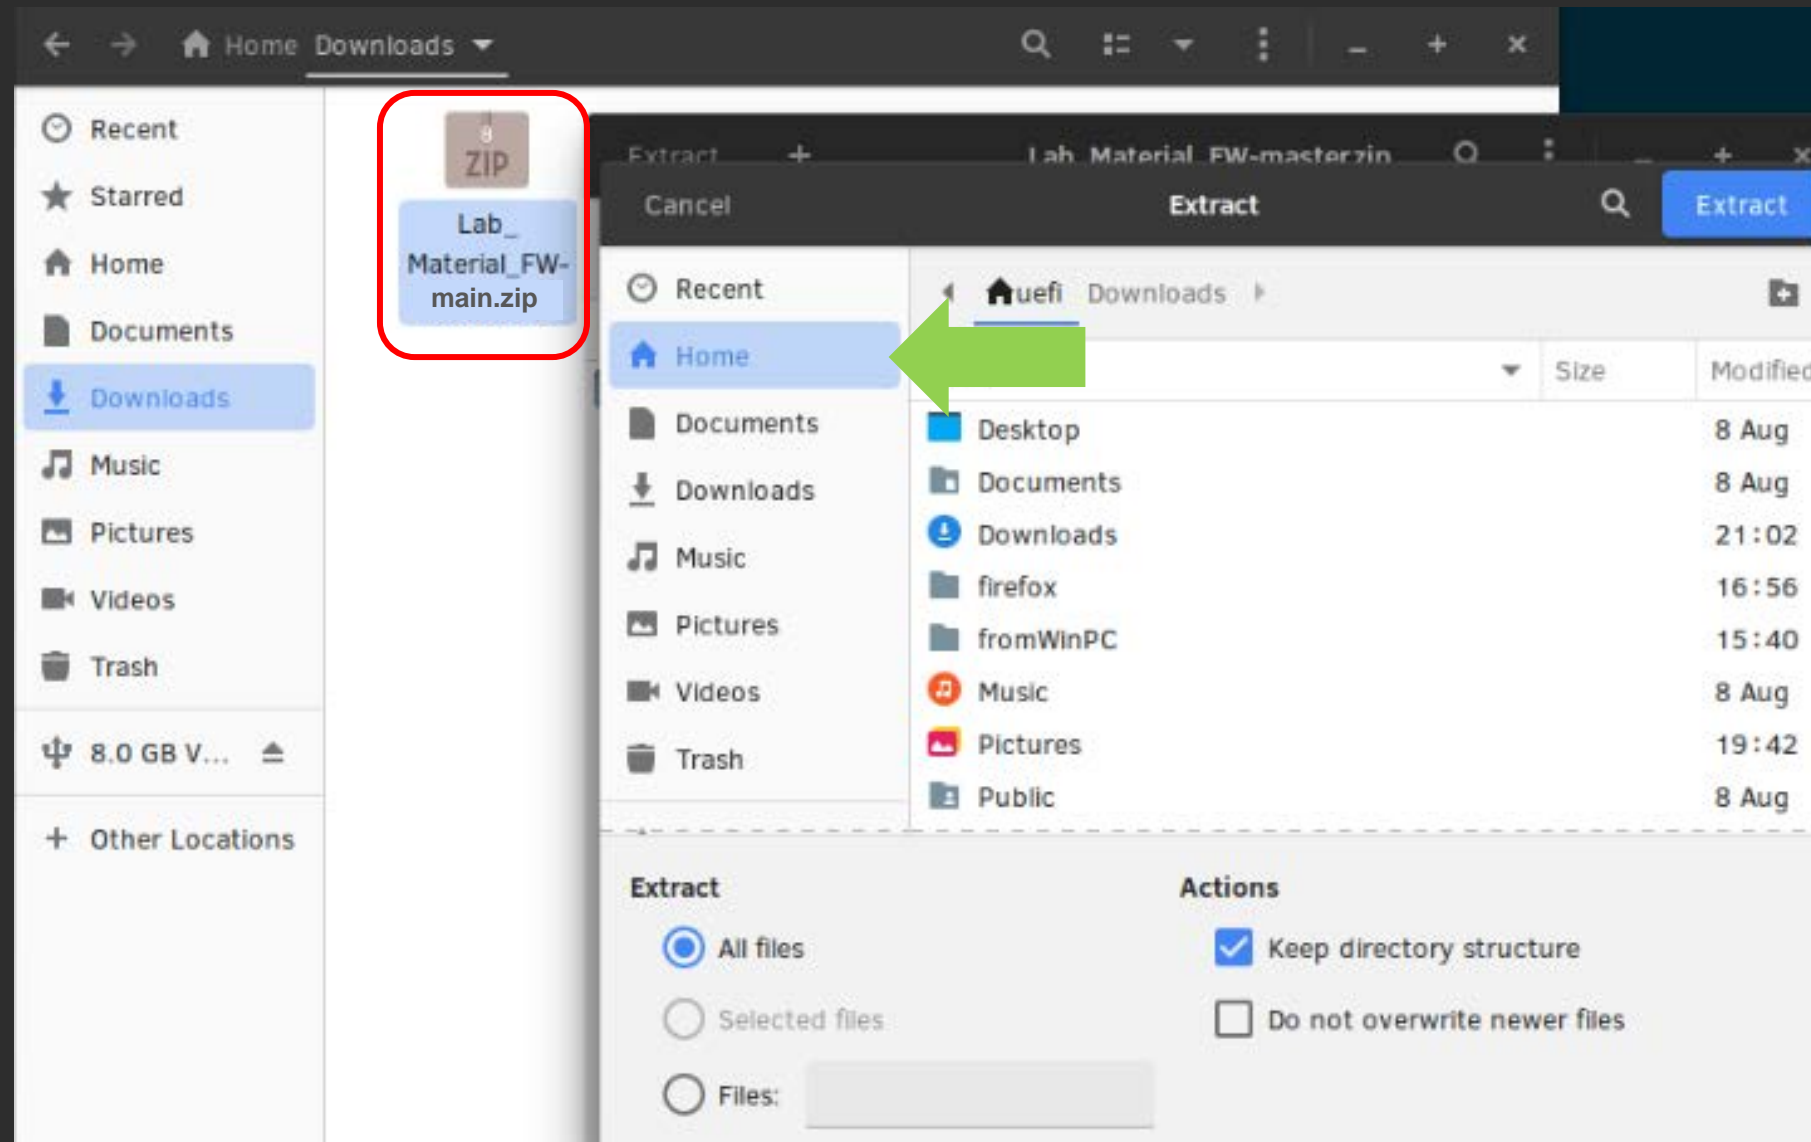 Home Downloads
Recent
Starred
Home
Documents
Downloads
Music
Pictures
Videos
Trash
8.0 GB V...
Other Locations
8
ZIP
Lab_
Material_FW-
main.zip
Extract + Lab_Material_FW-master.zip
Cancel Extract Extract
Recent
Home
Documents
Downloads
Music
Pictures
Videos
Trash
uefi Downloads
Size Modified
Desktop 8 Aug
Documents 8 Aug
Downloads 21:02
firefox 16:56
fromWinPC 15:40
Music 8 Aug
Pictures 19:42
Public 8 Aug
Extract
All files
Selected files
Files:
Actions
Keep directory structure
Do not overwrite newer files